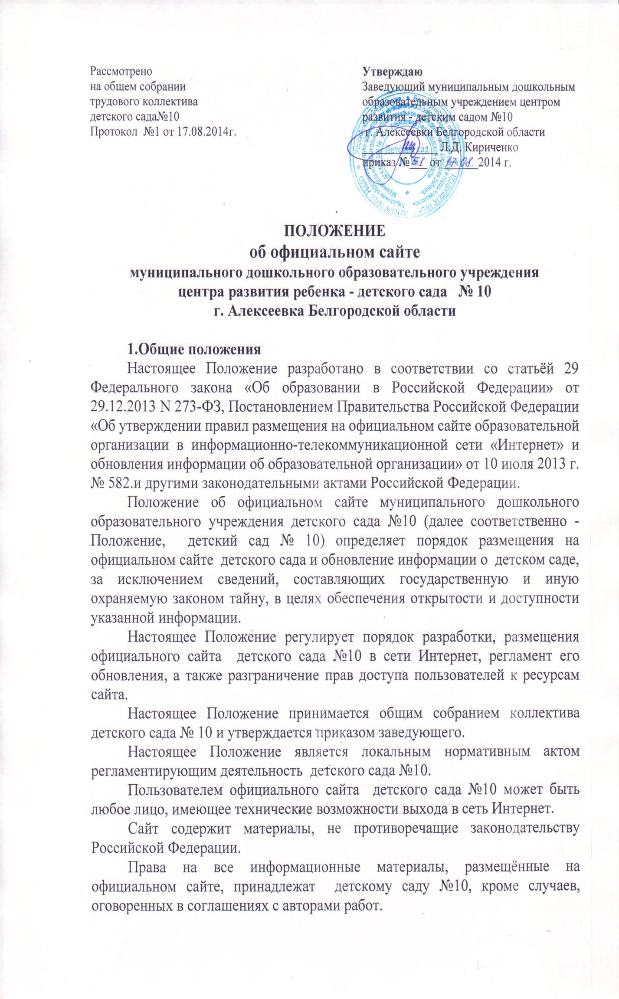 Рассмотрено
на общем собрании
трудового коллектива
детского сада№10
Протокол №1 от 17.08.2014г.
Утверждаю
Заведующий муниципальным дошкольным
образовательным учреждением центром
развития - детским садом №10
г. Алексеевки Белгородской области
Л.Д. Кириченко
приказ № 51 от 17.08. 2014 г.
Детский сад
ИНН 3122007721
ПОЛОЖЕНИЕ
об официальном сайте
муниципального дошкольного образовательного учреждения
центра развития ребенка - детского сада № 10
г. Алексеевка Белгородской области
1.Общие положения
Настоящее Положение разработано в соответствии со статьёй 29
Федерального закона «Об образовании в Российской Федерации» от
29.12.2013 N 273-ФЗ, Постановлением Правительства Российской Федерации
«Об утверждении правил размещения на официальном сайте образовательной
организации в информационно-телекоммуникационной сети «Интернет» и
обновления информации об образовательной организации» от 10 июля 2013 г.
№ 582.и другими законодательными актами Российской Федерации.
Положение об официальном сайте муниципального дошкольного
образовательного учреждения детского сада №10 (далее соответственно -
Положение, детский сад № 10) определяет порядок размещения на
официальном сайте детского сада и обновление информации о детском саде,
за исключением сведений, составляющих государственную и иную
охраняемую законом тайну, в целях обеспечения открытости и доступности
указанной информации.
Настоящее Положение регулирует порядок разработки, размещения
официального сайта детского сада №10 в сети Интернет, регламент его
обновления, а также разграничение прав доступа пользователей к ресурсам
сайта.
Настоящее Положение принимается общим собранием коллектива
детского сада № 10 и утверждается приказом заведующего.
Настоящее Положение является локальным нормативным актом
регламентирующим деятельность детского сада №10.
Пользователем официального сайта детского сада №10 может быть
любое лицо, имеющее технические возможности выхода в сеть Интернет.
Сайт содержит материалы, не противоречащие законодательству
Российской Федерации.
Права на все информационные материалы, размещённые на
официальном сайте, принадлежат детскому саду №10, кроме случаев,
оговоренных в соглашениях с авторами работ.